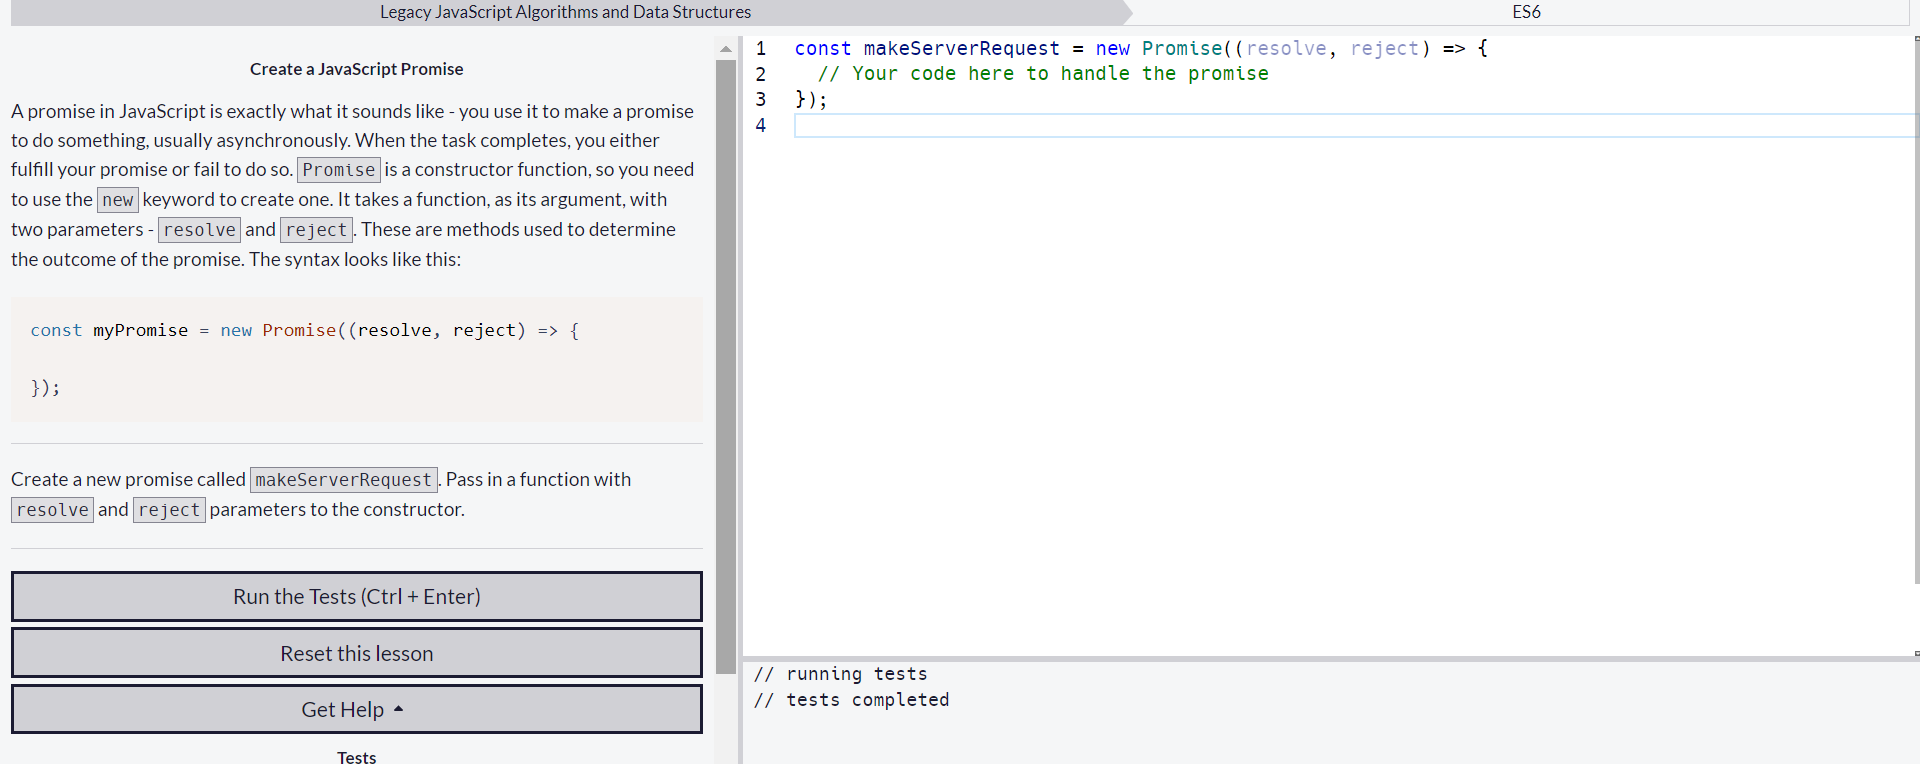 Legacy JavaScript Algorithms and Data Structures
ES6
Create a JavaScript Promise
A promise in JavaScript is exactly what it sounds like - you use it to make a promise
to do something, usually asynchronously. When the task completes, you either
fulfill your promise or fail to do so. Promise is a constructor function, so you need
to use the new keyword to create one. It takes a function, as its argument, with
two parameters - resolve and reject. These are methods used to determine
the outcome of the promise. The syntax looks like this:
const myPromise = new Promise((resolve, reject) => {
});
Create a new promise called makeServerRequest. Pass in a function with
resolve and reject parameters to the constructor.
Run the Tests (Ctrl + Enter)
Reset this lesson
Get Help
Tests
1 const makeServerRequest = new Promise((resolve, reject) => {
2 // Your code here to handle the promise
3 });
4
// running tests
// tests completed